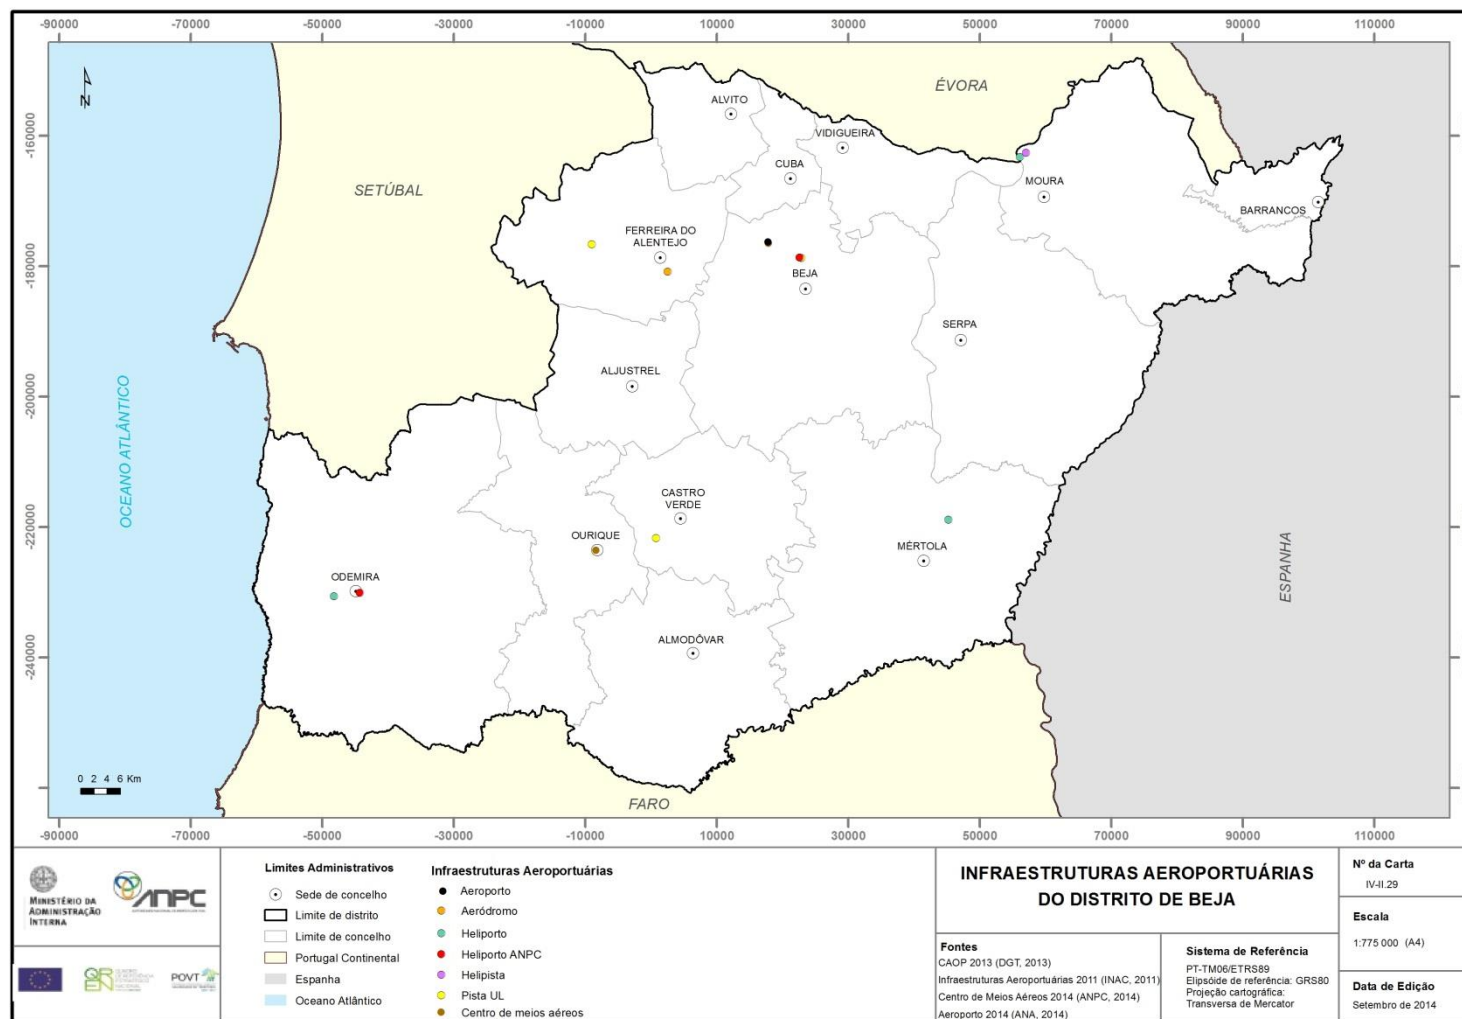 -90000 -70000 -50000 -30000 -10000 10000 30000 50000 70000 90000 110000
-160000
-180000
-200000
-220000
-240000
-160000
-180000
-200000
-220000
-240000
N
ÉVORA
ALVITO
VIDIGUEIRA
CUBA
SETÚBAL
MOURA
BARRANCOS
FERREIRA DO
ALENTEJO
BEJA
SERPA
ALJUSTREL
OCEANO ATLÂNTICO
CASTRO
VERDE
OURIQUE
MÉRTOLA
ESPANHA
ODEMIRA
ALMODÔVAR
0 2 4 6 Km
FARO
-90000 -70000 -50000 -30000 -10000 10000 30000 50000 70000 90000 110000
MINISTÉRIO DA
ADMINISTRAÇÃO
INTERNA
ANPC
QREN
POVT
Limites Administrativos
Sede de concelho
Limite de distrito
Limite de concelho
Portugal Continental
Espanha
Oceano Atlântico
Infraestruturas Aeroportuárias
Aeroporto
Aeródromo
Heliporto
Heliporto ANPC
Helipista
Pista UL
Centro de meios aéreos
INFRAESTRUTURAS AEROPORTUÁRIAS
DO DISTRITO DE BEJA
Fontes
CAOP 2013 (DGT, 2013)
Infraestruturas Aeroportuárias 2011 (INAC, 2011)
Centro de Meios Aéreos 2014 (ANPC, 2014)
Aeroporto 2014 (ANA, 2014)
Sistema de Referência
PT-TM06/ETRS89
Elipsóide de referência: GRS80
Projeção cartográfica:
Transversa de Mercator
Nº da Carta
IV-II.29
Escala
1:775 000 (A4)
Data de Edição
Setembro de 2014